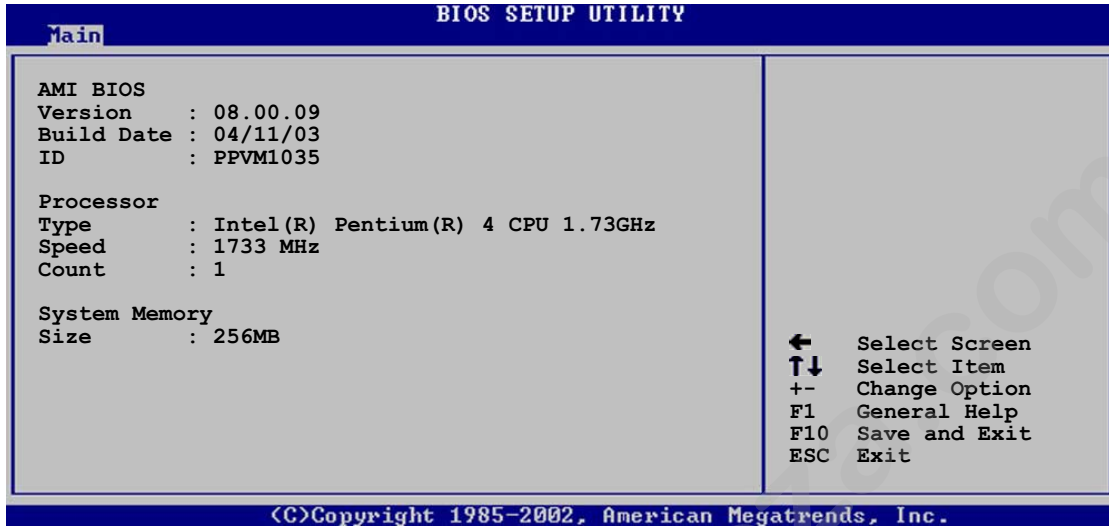 BIOS SETUP UTILITY
Main
AMI BIOS
Version : 08.00.09
Build Date : 04/11/03
ID : PPVM1035
Processor
Type : Intel(R) Pentium(R) 4 CPU 1.73GHz
Speed : 1733 MHz
Count : 1
System Memory
Size : 256MB
← Select Screen
↑↓ Select Item
+- Change Option
F1 General Help
F10 Save and Exit
ESC Exit
(C)Copyright 1985-2002, American Megatrends, Inc.